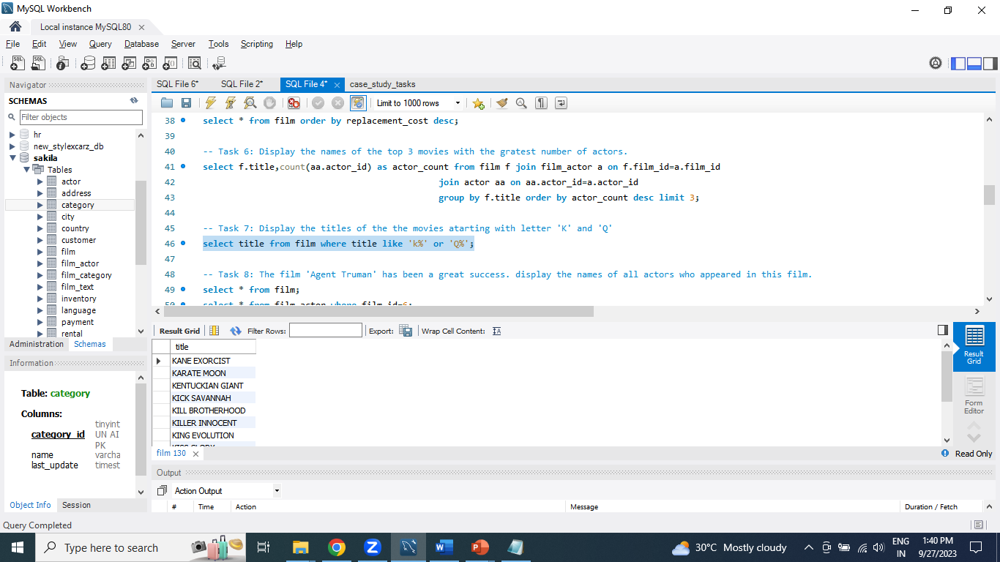 MySQL Workbench
Local instance MySQL80
File Edit View Query Database Server Tools Scripting Help
Navigator
SCHEMAS
Filter objects
hr
new_stylexcarz_db
sakila
Tables
actor
address
category
city
country
customer
film
film_actor
film_category
film_text
inventory
language
payment
rental
Administration Schemas
Information
Table: category
Columns:
tinyint
category_id UN AI
PK
name varcha
last_update timest
Object Info Session
SQL File 6* SQL File 2* SQL File 4* case_study_tasks
Limit to 1000 rows
38 select * from film order by replacement_cost desc;
39
40 -- Task 6: Display the names of the top 3 movies with the gratest number of actors.
41 select f.title,count(aa.actor_id) as actor_count from film f join film_actor a on f.film_id=a.film_id
42 join actor aa on aa.actor_id=a.actor_id
43 group by f.title order by actor_count desc limit 3;
44
45 -- Task 7: Display the titles of the the movies atarting with letter 'K' and 'Q'
46 select title from film where title like 'k%' or 'Q%';
47
48 -- Task 8: The film 'Agent Truman' has been a great success. display the names of all actors who appeared in this film.
49 select * from film;
50 select * from film_actor where film_id=6;
Result Grid Filter Rows: Export: Wrap Cell Content:
title
KANE EXORCIST
KARATE MOON
KENTUCKIAN GIANT
KICK SAVANNAH
KILL BROTHERHOOD
KILLER INNOCENT
KING EVOLUTION
KISS GLORY
Result
Grid
Form
Editor
film 130
Read Only
Output
Action Output
# Time Action Message Duration / Fetch
Query Completed
Type here to search
30°C Mostly cloudy
ENG
IN
1:40 PM
9/27/2023